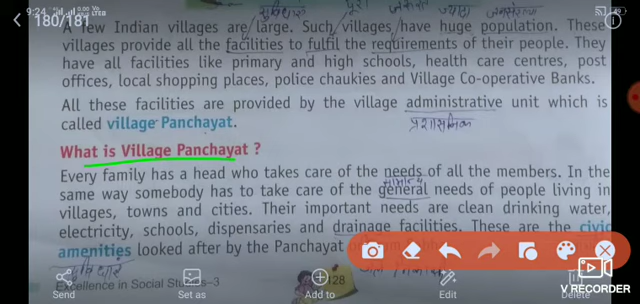 9:24
180/181
सुविधाएं
जनसंख्या
A few Indian villages are large. Such villages have huge population. These
villages provide all the facilities to fulfil the requirements of their people. They
have all facilities like primary and high schools, health care centres, post
offices, local shopping places, police chaukies and Village Co-operative Banks.
All these facilities are provided by the village administrative unit which is
called village Panchayat.
प्रशासनिक
What is Village Panchayat ?
Every family has a head who takes care of the needs of all the members. In the
सामान्य
same way somebody has to take care of the general needs of people living in
villages, towns and cities. Their important needs are clean drinking water,
electricity, schools, dispensaries and drainage facilities. These are the civic
amenities looked after by the Panchayat
Send
Set as
Add to
Edit
Excellence in Social Studies–3
128
V RECORDER